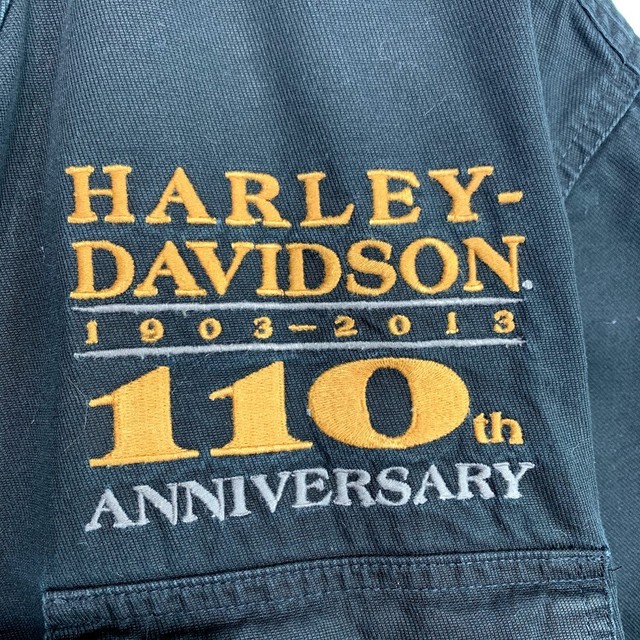 HARLEY-
DAVIDSON.
1903-2013
110th
ANNIVERSARY